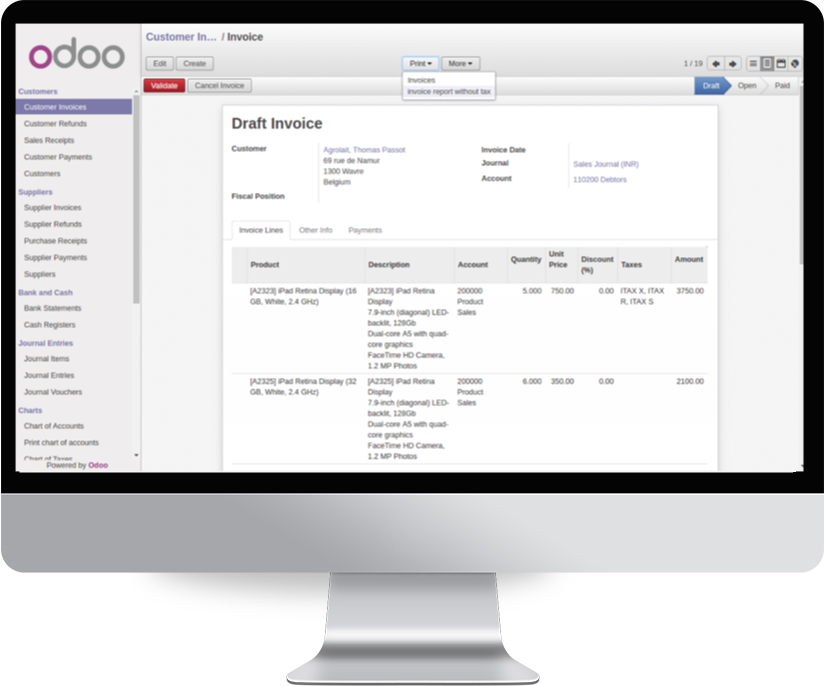 odoo
Customers
Customer Invoices
Customer Refunds
Sales Receipts
Customer Payments
Customers
Suppliers
Supplier Invoices
Supplier Refunds
Purchase Receipts
Supplier Payments
Suppliers
Bank and Cash
Bank Statements
Cash Registers
Journal Entries
Journal Items
Journal Entries
Journal Vouchers
Charts
Chart of Accounts
Print chart of accounts
Chart of Taxes
Powered by Odoo
Customer In... / Invoice
Edit Create Print More 1 / 19
Invoices
invoice report without tax
Validate Cancel Invoice Draft Open Paid
Draft Invoice
Customer Agrolait, Thomas Passot
69 rue de Namur
1300 Wavre
Belgium
Fiscal Position
Invoice Date
Journal Sales Journal (INR)
Account 110200 Debtors
Invoice Lines Other Info Payments
Product Description Account Quantity Unit Price Discount (%) Taxes Amount
[A2323] iPad Retina Display (16 [A2323] iPad Retina 200000 5.000 750.00 0.00 ITAX X, ITAX 3750.00
GB, White, 2.4 GHz) Display Product R, ITAX S
7.9-inch (diagonal) LED- Sales
backlit, 128Gb
Dual-core A5 with quad-
core graphics
FaceTime HD Camera,
1.2 MP Photos
[A2325] iPad Retina Display (32 [A2325] iPad Retina 200000 6.000 350.00 0.00 2100.00
GB, White, 2.4 GHz) Display Product
7.9-inch (diagonal) LED- Sales
backlit, 128Gb
Dual-core A5 with quad-
core graphics
FaceTime HD Camera,
1.2 MP Photos